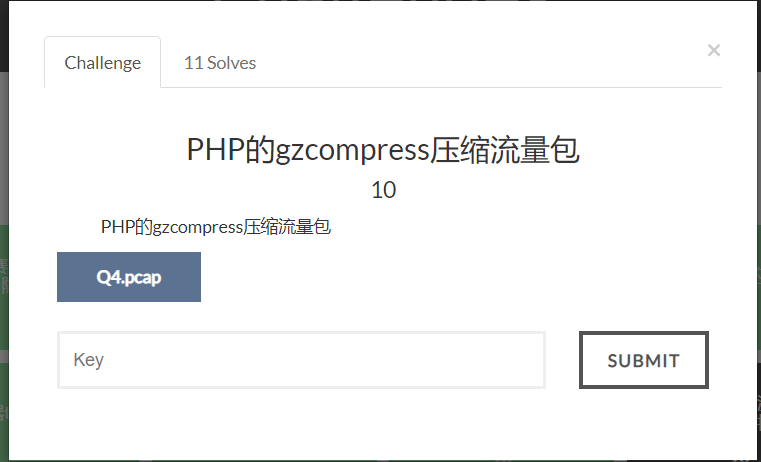 Challenge
11 Solves
×
PHP的gzcompress压缩流量包
10
PHP的gzcompress压缩流量包
Q4.pcap
Key
SUBMIT